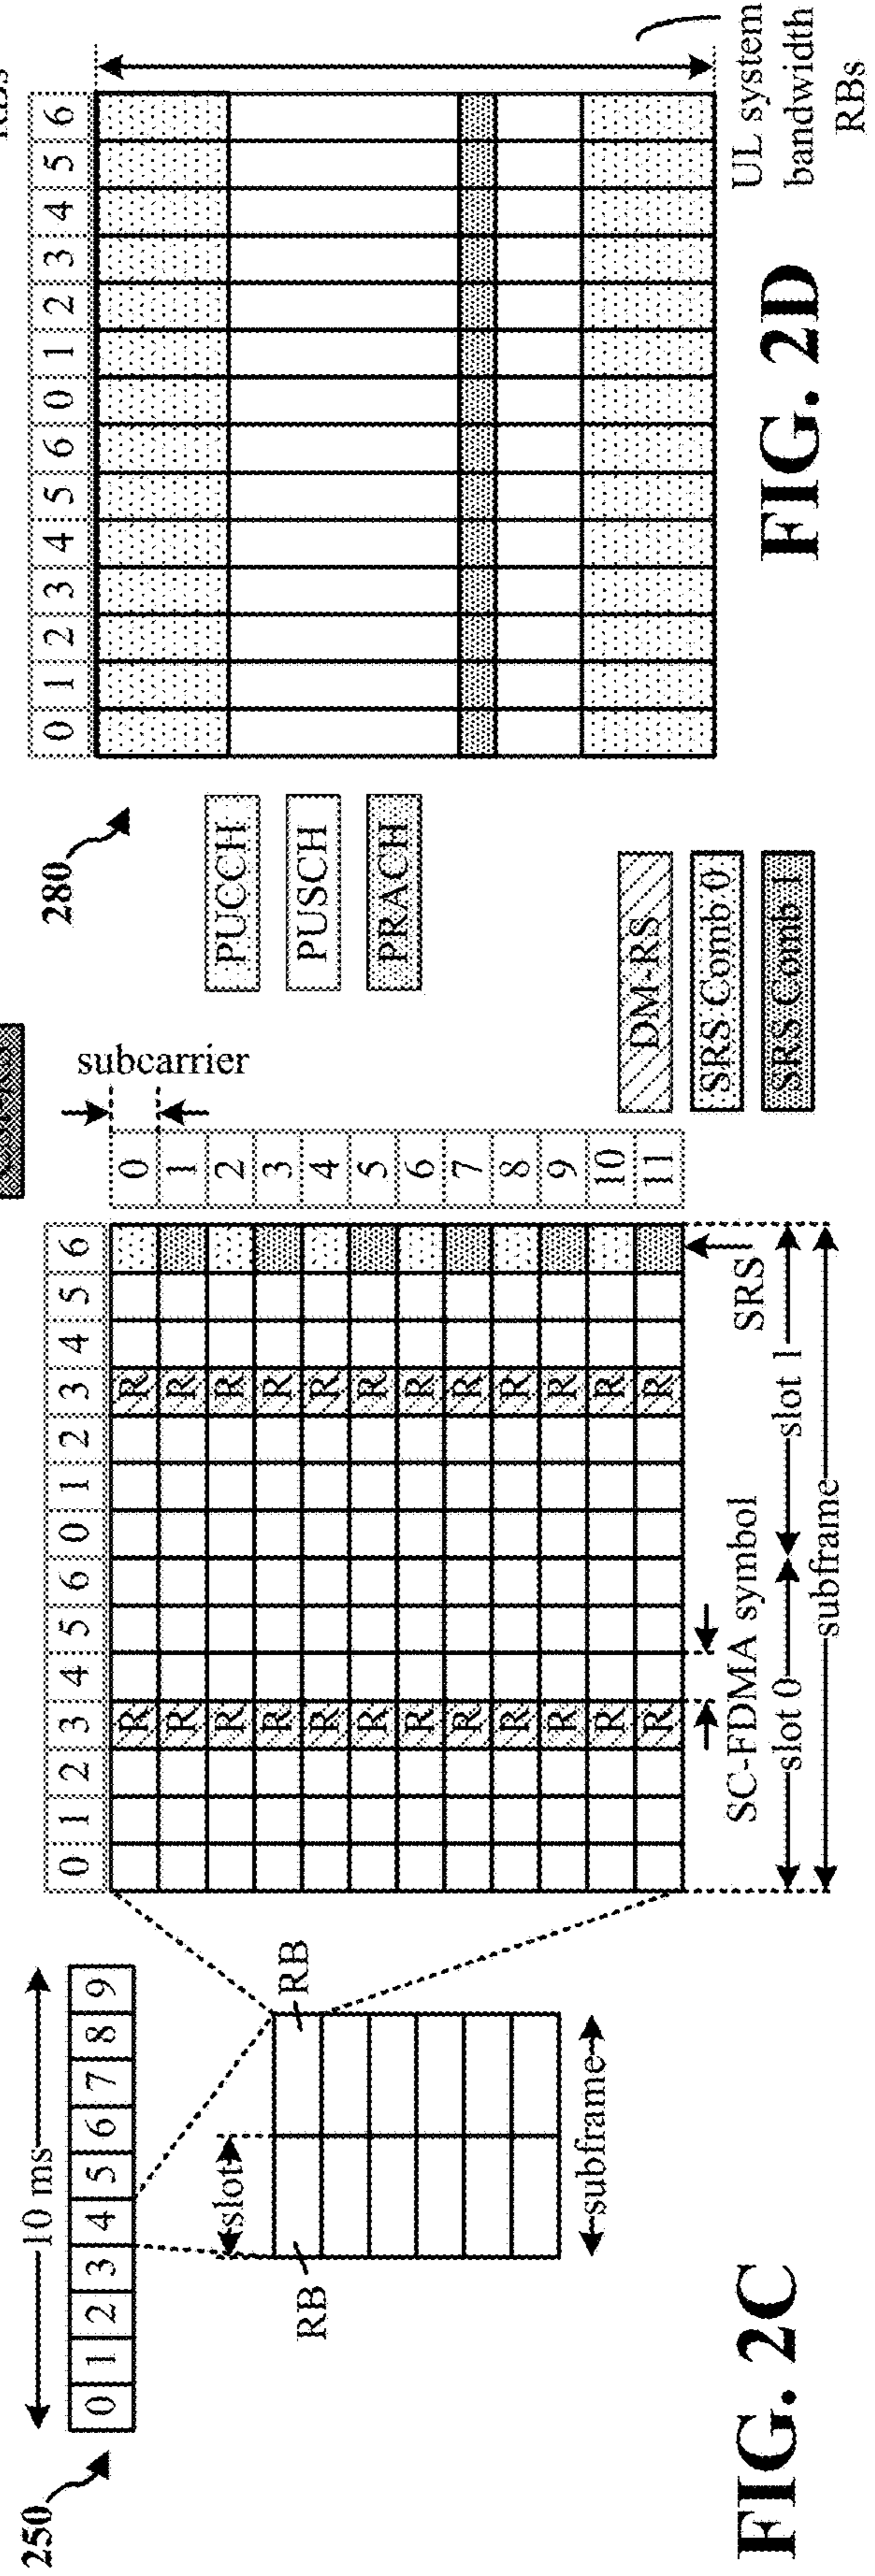 250
10 ms
0 1 2 3 4 5 6 7 8 9
slot
RB
RB
subframe
0 1 2 3 4 5 6 0 1 2 3 4 5 6
R R
R R
R R
R R
R R
R R
R R
R R
R R
R R
R R
R R
subcarrier
0
1
2
3
4
5
6
7
8
9
10
11
SRS
SC-FDMA symbol
slot 0
slot 1
subframe
DM-RS
SRS Comb 0
SRS Comb 1
FIG. 2C
280
PUCCH
PUSCH
PRACH
0 1 2 3 4 5 6 0 1 2 3 4 5 6
UL system
bandwidth
RBs
FIG. 2D